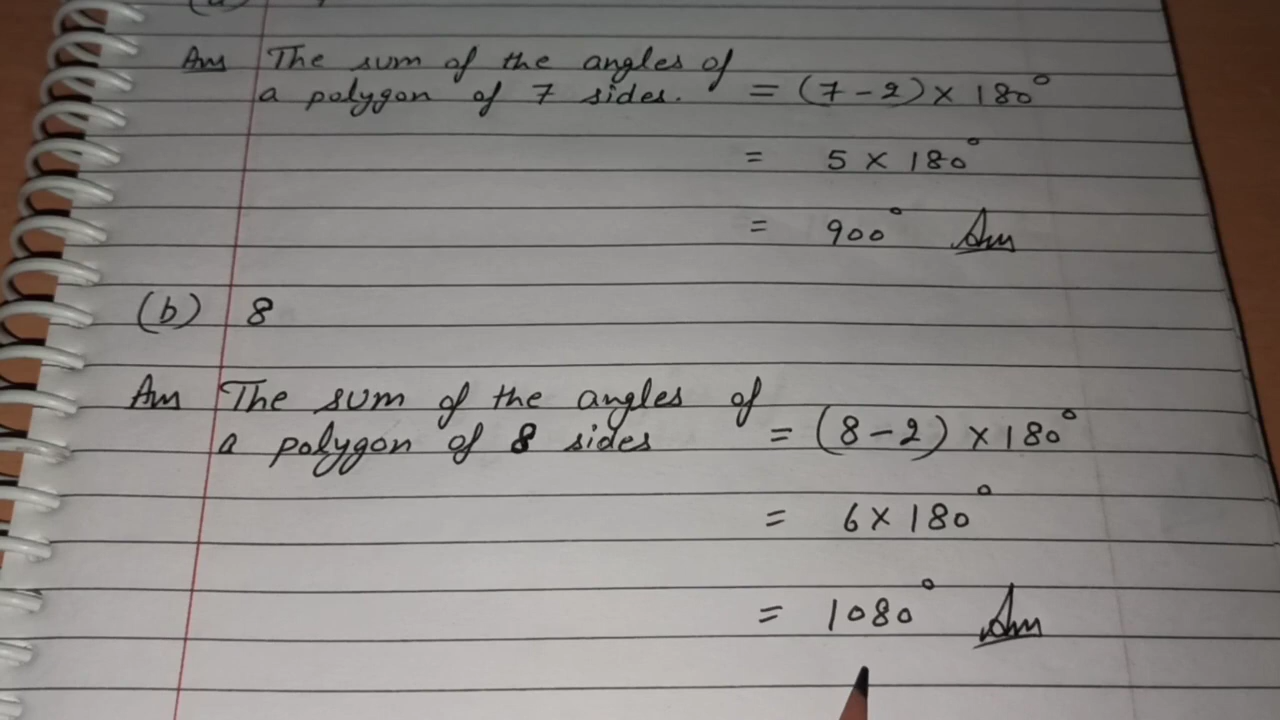 Ans The sum of the angles of
a polygon of 7 sides. = (7-2) × 180°
= 5 × 180°
= 900° Ans
(b) 8
Ans The sum of the angles of
a polygon of 8 sides = (8-2) × 180°
= 6 × 180°
= 1080° Ans